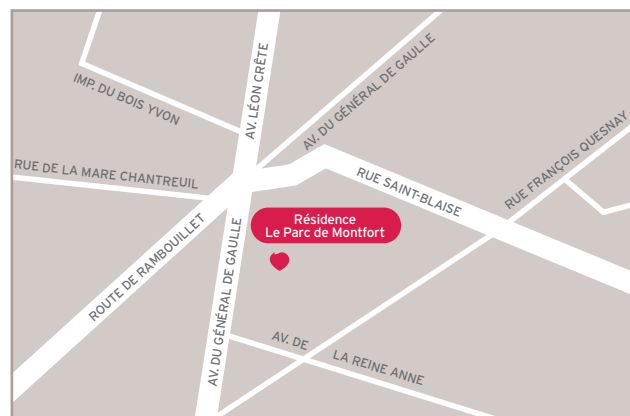 IMP. DU BOIS YVON
AV. LÉON CRÈTE
AV. DU GÉNÉRAL DE GAULLE
RUE FRANÇOIS QUESNAY
RUE DE LA MARE CHANTREUIL
RUE SAINT-BLAISE
ROUTE DE RAMBOUILLET
AV. DU GÉNÉRAL DE GAULLE
Résidence
Le Parc de Montfort
AV. DE LA REINE ANNE